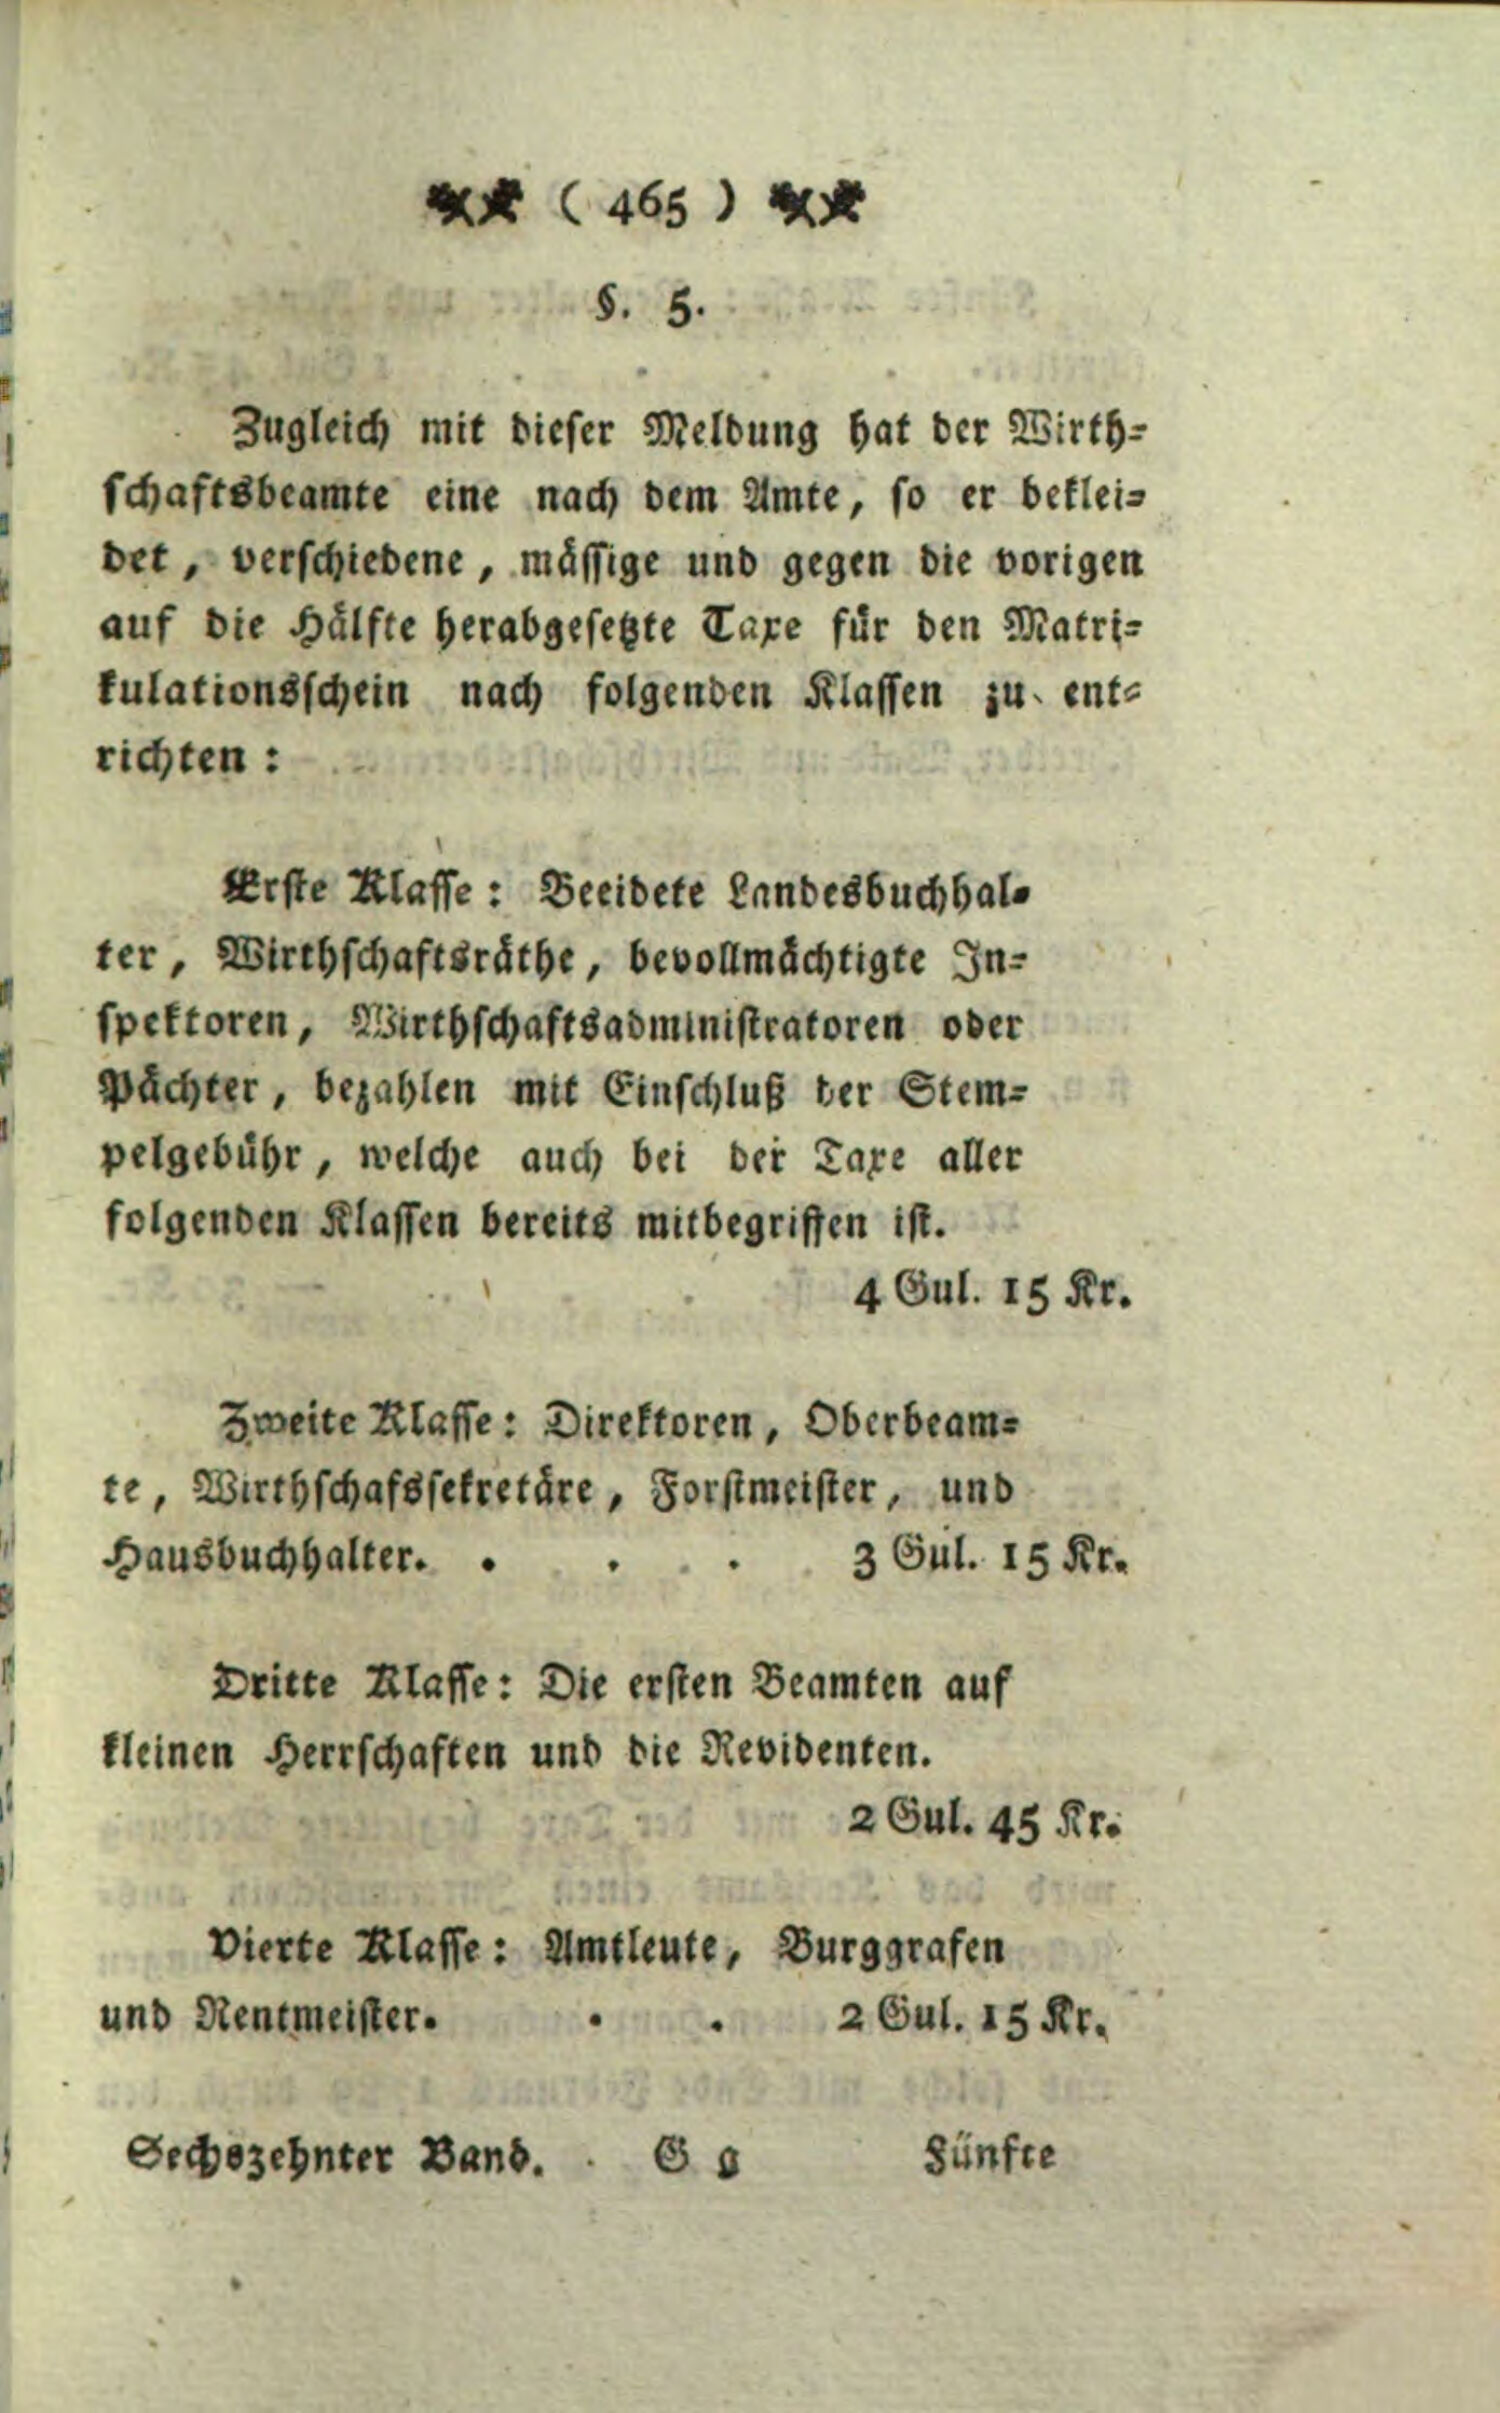 ( 465 )
§. 5.
Zugleich mit dieser Meldung hat der Wirth-
schaftsbeamte eine nach dem Amte, so er beklei-
det, verschiedene, mässige und gegen die vorigen
auf die Hälfte herabgesetzte Taxe für den Matri-
kulationsschein nach folgenden Klassen zu ent-
richten:
Erste Klasse: Beeidete Landesbuchhal-
ter, Wirthschaftsräthe, bevollmächtigte In-
spektoren, Wirthschaftsadministratoren oder
Pächter, bezahlen mit Einschluß der Stem-
pelgebühr, welche auch bei der Taxe aller
folgenden Klassen bereits mitbegriffen ist.
4 Gul. 15 Kr.
Zweite Klasse: Direktoren, Oberbeam-
te, Wirthschafssekretäre, Forstmeister, und
Hausbuchhalter. . . . 3 Gul. 15 Kr.
Dritte Klasse: Die ersten Beamten auf
kleinen Herrschaften und die Revidenten.
2 Gul. 45 Kr.
Vierte Klasse: Amtleute, Burggrafen
und Rentmeister. . . 2 Gul. 15 Kr.
Sechszehnter Band. G g Fünfte